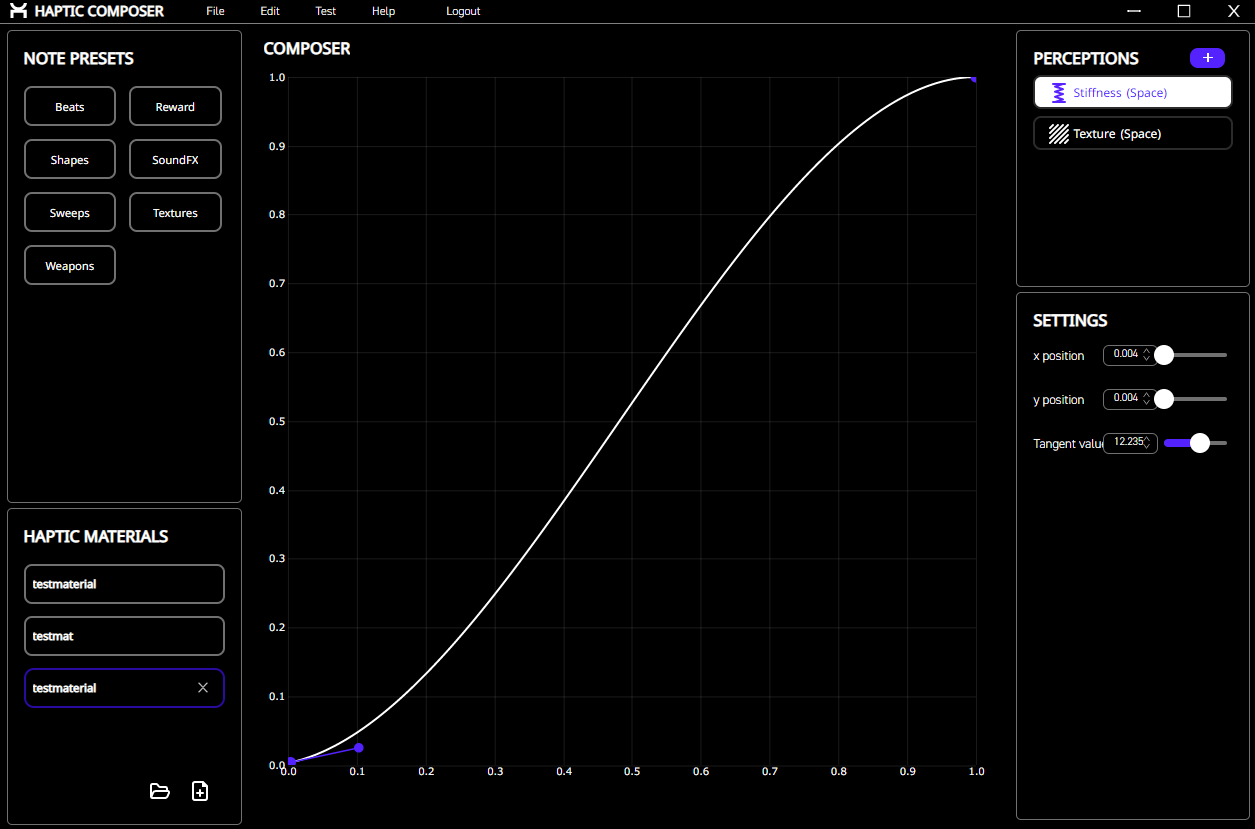 HAPTIC COMPOSER File Edit Test Help Logout
NOTE PRESETS
Beats Reward
Shapes SoundFX
Sweeps Textures
Weapons
HAPTIC MATERIALS
testmaterial
testmat
testmaterial
COMPOSER
1.0
0.9
0.8
0.7
0.6
0.5
0.4
0.3
0.2
0.1
0.0
0.0 0.1 0.2 0.3 0.4 0.5 0.6 0.7 0.8 0.9 1.0
PERCEPTIONS +
Stiffness (Space)
Texture (Space)
SETTINGS
x position 0.004
y position 0.004
Tangent valu 12.235